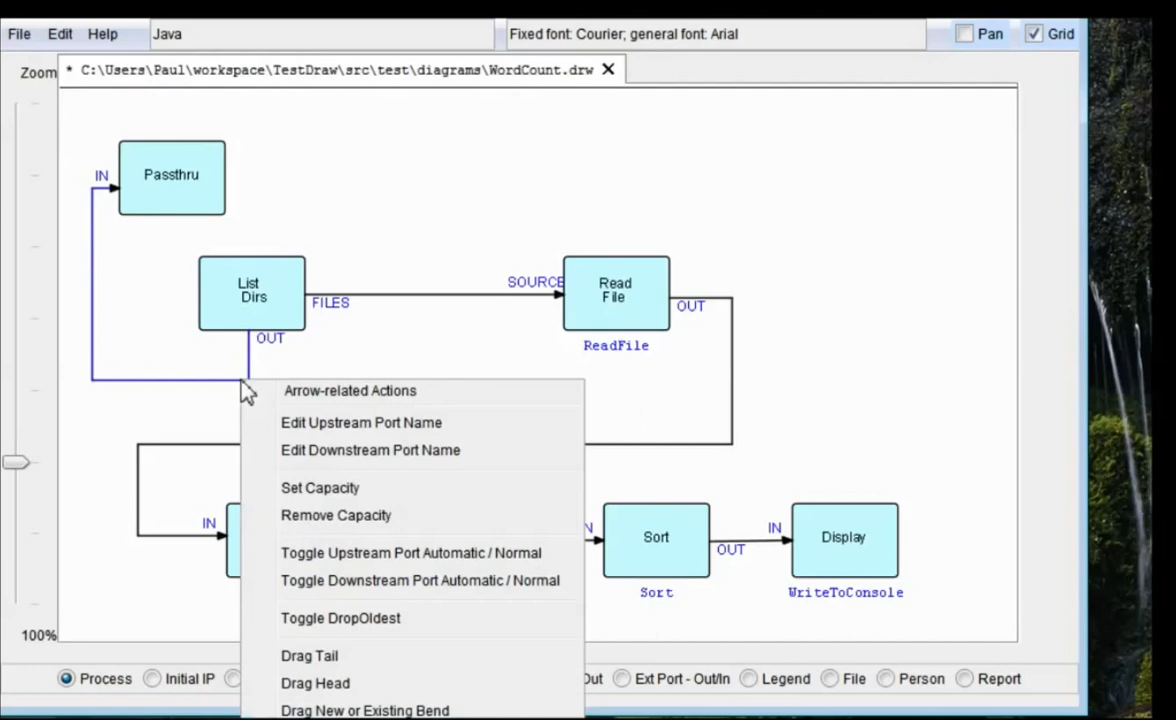 File Edit Help Java Fixed font: Courier; general font: Arial Pan Grid
Zoom
* C:\Users\Paul\workspace\TestDraw\src\test\diagrams\WordCount.drw X
IN
Passthru
List
Dirs
FILES
OUT
SOURCE
Read
File
OUT
ReadFile
Arrow-related Actions
Edit Upstream Port Name
Edit Downstream Port Name
Set Capacity
Remove Capacity
Toggle Upstream Port Automatic / Normal
Toggle Downstream Port Automatic / Normal
Toggle DropOldest
Drag Tail
Drag Head
Drag New or Existing Bend
IN
Sort
OUT
Sort
IN
Display
WriteToConsole
100%
Process Initial IP Ext Port - Out/In Legend File Person Report